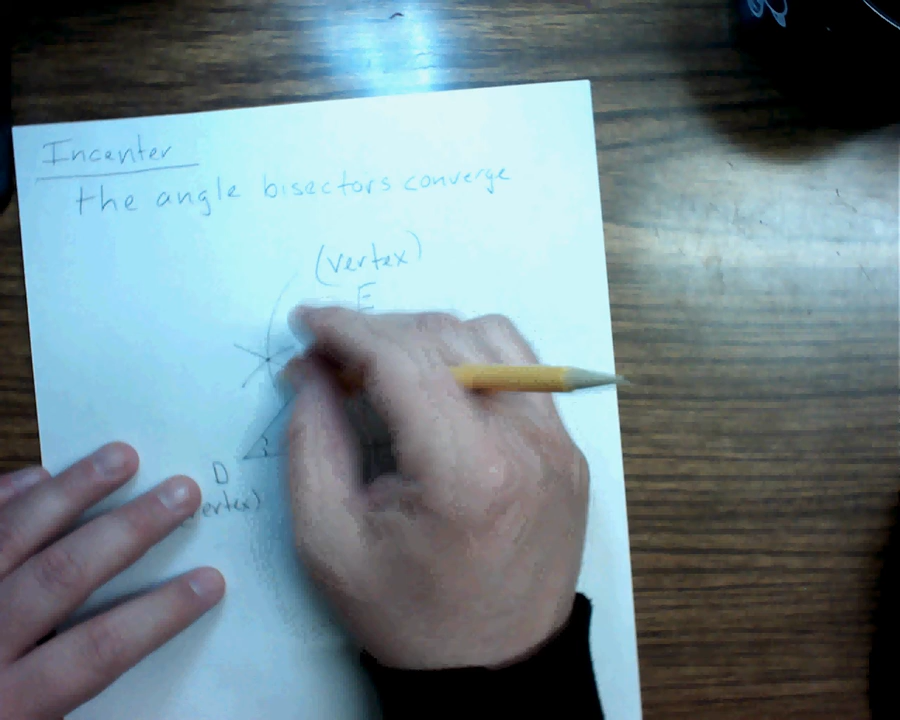 Incenter
the angle bisectors converge
(vertex)
E
D